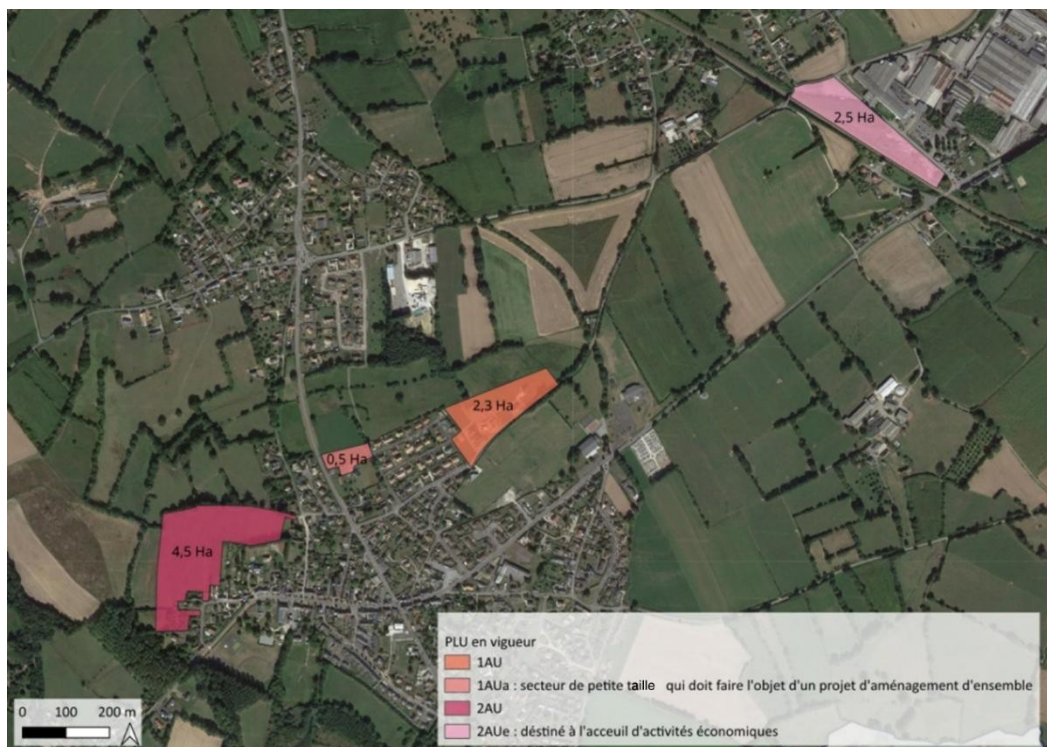 2,5 Ha
2,3 Ha
0,5 Ha
4,5 Ha
PLU en vigueur
1AU
1AUa : secteur de petite taille qui doit faire l'objet d'un projet d'aménagement d'ensemble
2AU
2AUe : déstiné à l'acceuil d'activités économiques
0 100 200 m